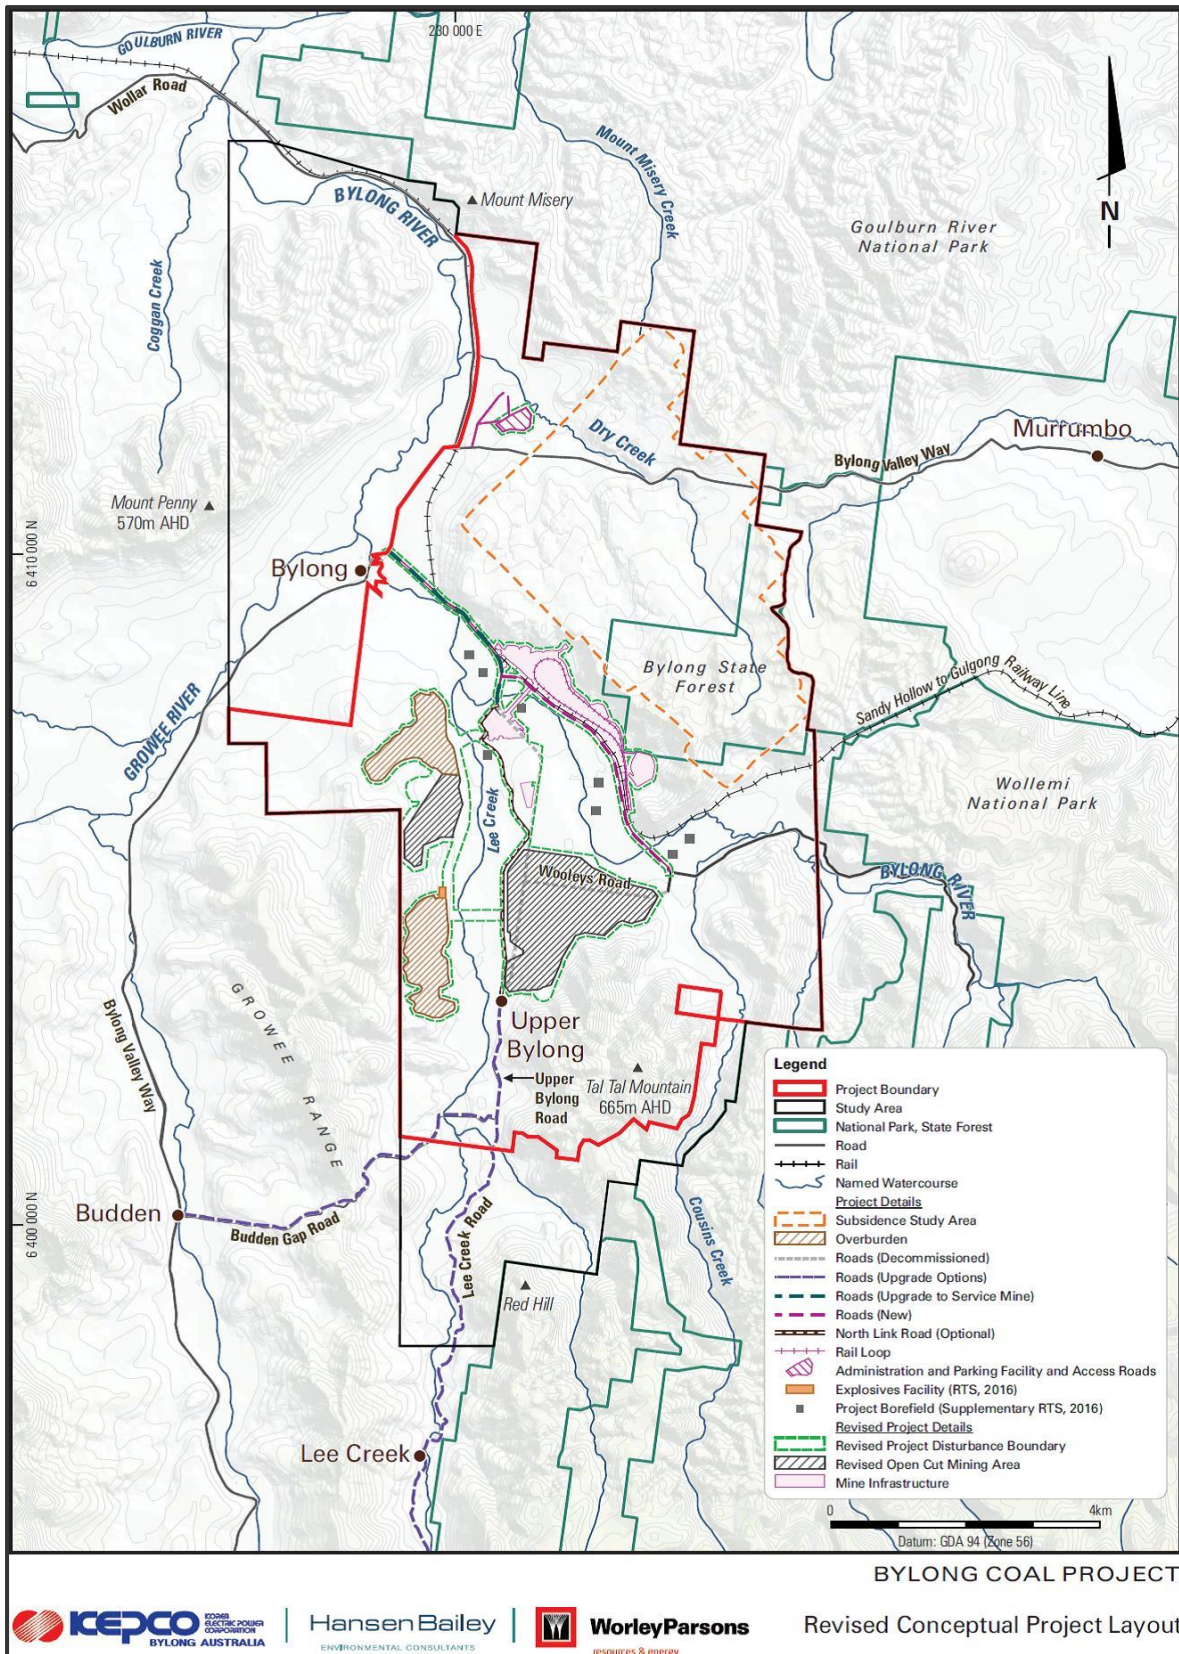 230 000 E
GOULBURN RIVER
Wollar Road
Mount Misery Creek
Mount Misery
BYLONG RIVER
N
Goulburn River
National Park
Coggan Creek
Dry Creek
Murrumbo
Bylong Valley Way
Mount Penny
570m AHD
6 410 000 N
Bylong
Bylong State
Forest
Sandy Hollow to Gulgong Railway Line
GROWEE RIVER
Wollemi
National Park
Lee Creek
Wooleys Road
BYLONG RIVER
GROWEE RANGE
Bylong Valley Way
Upper
Bylong
Upper
Bylong
Road
Tal Tal Mountain
665m AHD
6 400 000 N
Budden
Budden Gap Road
Lee Creek Road
Cousins Creek
Red Hill
Lee Creek
Legend
Project Boundary
Study Area
National Park, State Forest
Road
Rail
Named Watercourse
Project Details
Subsidence Study Area
Overburden
Roads (Decommissioned)
Roads (Upgrade Options)
Roads (Upgrade to Service Mine)
Roads (New)
North Link Road (Optional)
Rail Loop
Administration and Parking Facility and Access Roads
Explosives Facility (RTS, 2016)
Project Borefield (Supplementary RTS, 2016)
Revised Project Details
Revised Project Disturbance Boundary
Revised Open Cut Mining Area
Mine Infrastructure
0 4km
Datum: GDA 94 (Zone 56)
BYLONG COAL PROJECT
KEPCO KOREA
ELECTRIC POWER
CORPORATION
BYLONG AUSTRALIA
Hansen Bailey
ENVIRONMENTAL CONSULTANTS
WorleyParsons
resources & energy
Revised Conceptual Project Layout